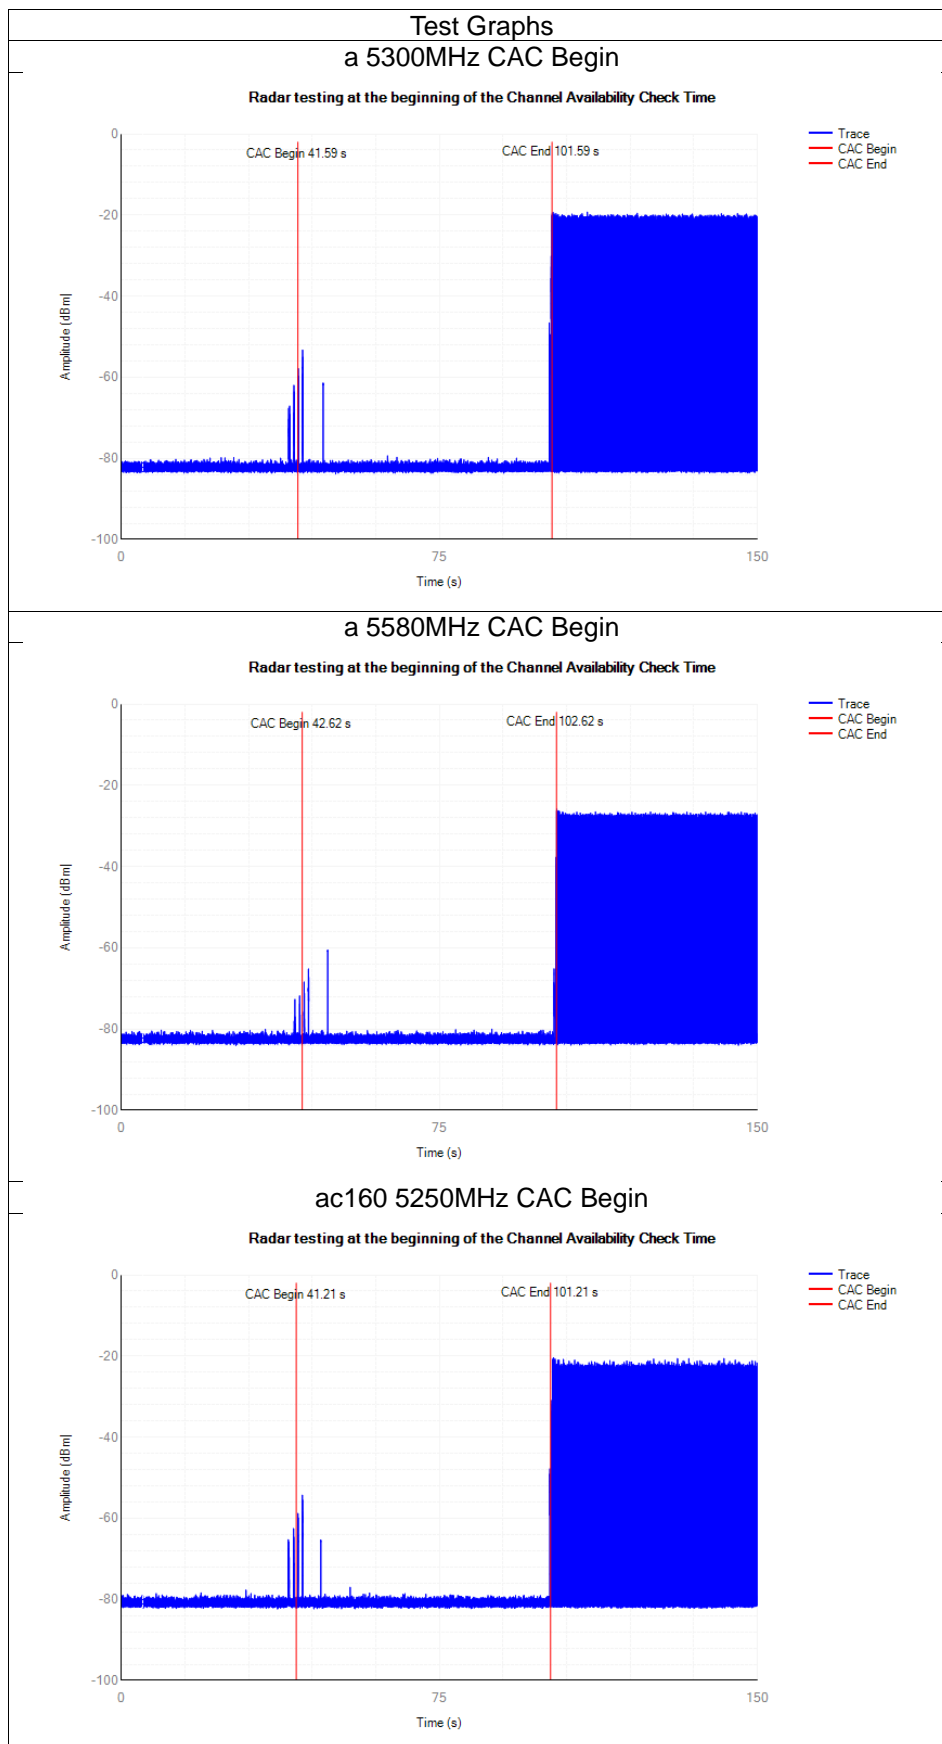 Test Graphs
a 5300MHz CAC Begin
Radar testing at the beginning of the Channel Availability Check Time
CAC Begin 41.59 s
CAC End 101.59 s
Trace
CAC Begin
CAC End
0
-20
-40
-60
-80
-100
Amplitude [dBm]
0
75
150
Time (s)
a 5580MHz CAC Begin
Radar testing at the beginning of the Channel Availability Check Time
CAC Begin 42.62 s
CAC End 102.62 s
Trace
CAC Begin
CAC End
0
-20
-40
-60
-80
-100
Amplitude [dBm]
0
75
150
Time (s)
ac160 5250MHz CAC Begin
Radar testing at the beginning of the Channel Availability Check Time
CAC Begin 41.21 s
CAC End 101.21 s
Trace
CAC Begin
CAC End
0
-20
-40
-60
-80
-100
Amplitude [dBm]
0
75
150
Time (s)